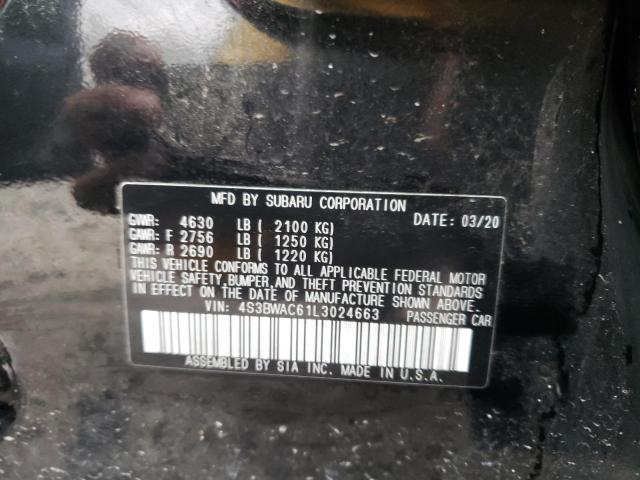 MFD BY SUBARU CORPORATION
GVWR: 4630 LB ( 2100 KG) DATE: 03/20
GAWR: F 2756 LB ( 1250 KG)
GAWR: R 2690 LB ( 1220 KG)
THIS VEHICLE CONFORMS TO ALL APPLICABLE FEDERAL MOTOR
VEHICLE SAFETY, BUMPER, AND THEFT PREVENTION STANDARDS
IN EFFECT ON THE DATE OF MANUFACTURE SHOWN ABOVE.
VIN: 4S3BWAC61L3024663 PASSENGER CAR
ASSEMBLED BY SIA INC. MADE IN U.S.A.